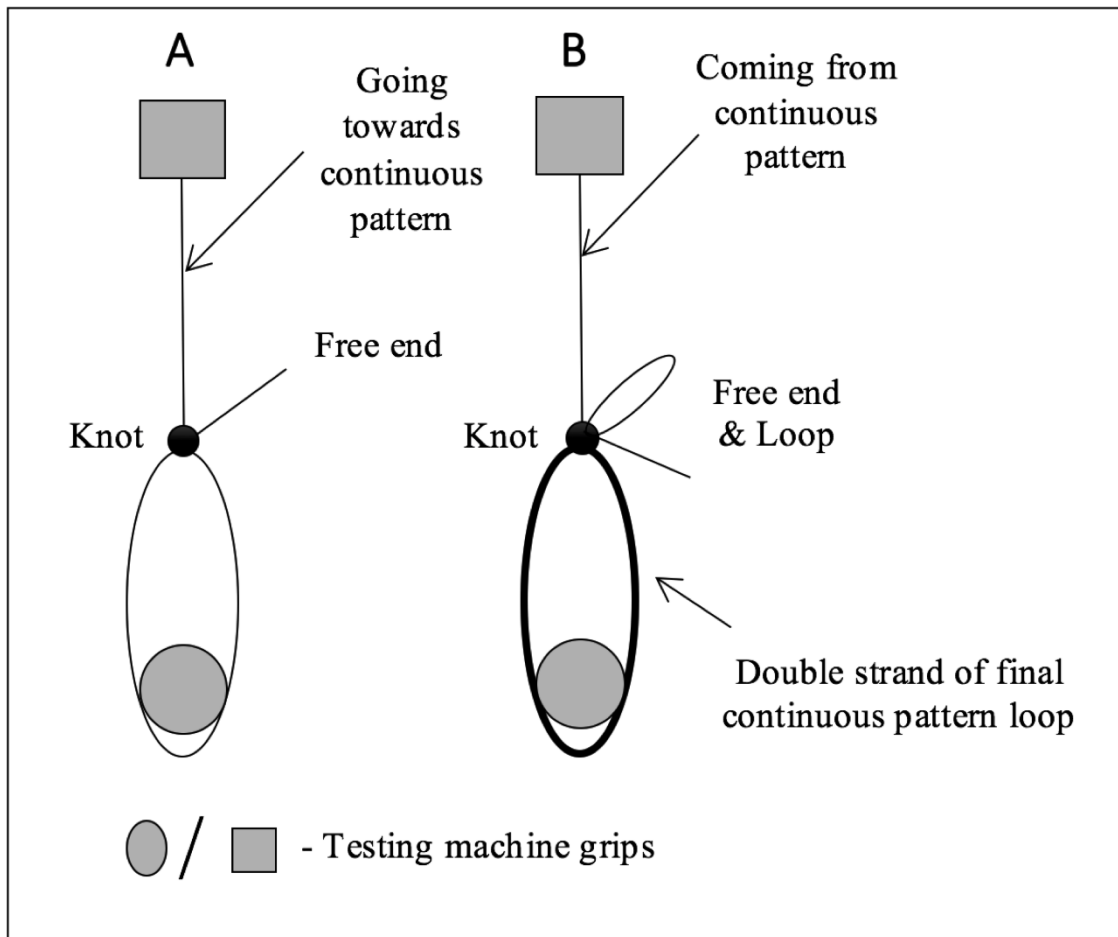 A
Going
towards
continuous
pattern
Free end
Knot
B
Coming from
continuous
pattern
Knot
Free end
& Loop
Double strand of final
continuous pattern loop
/ - Testing machine grips